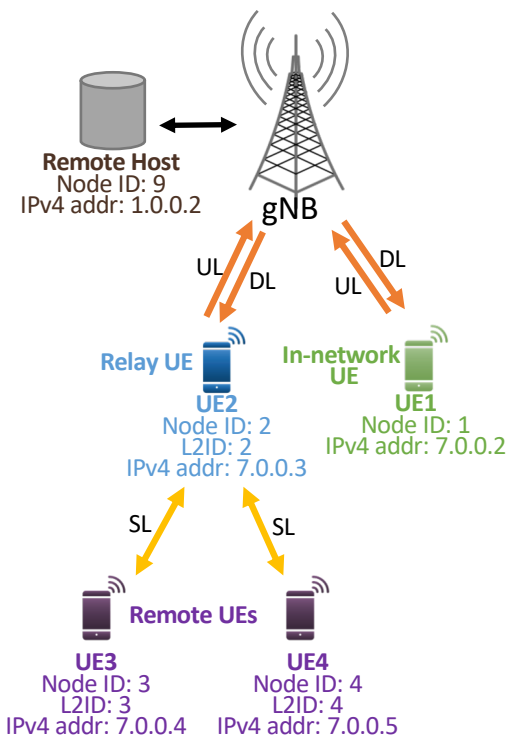 Remote Host
Node ID: 9
IPv4 addr: 1.0.0.2
gNB
UL
DL
DL
UL
Relay UE
UE2
Node ID: 2
L2ID: 2
IPv4 addr: 7.0.0.3
In-network
UE
UE1
Node ID: 1
IPv4 addr: 7.0.0.2
SL
SL
Remote UEs
UE3
Node ID: 3
L2ID: 3
IPv4 addr: 7.0.0.4
UE4
Node ID: 4
L2ID: 4
IPv4 addr: 7.0.0.5